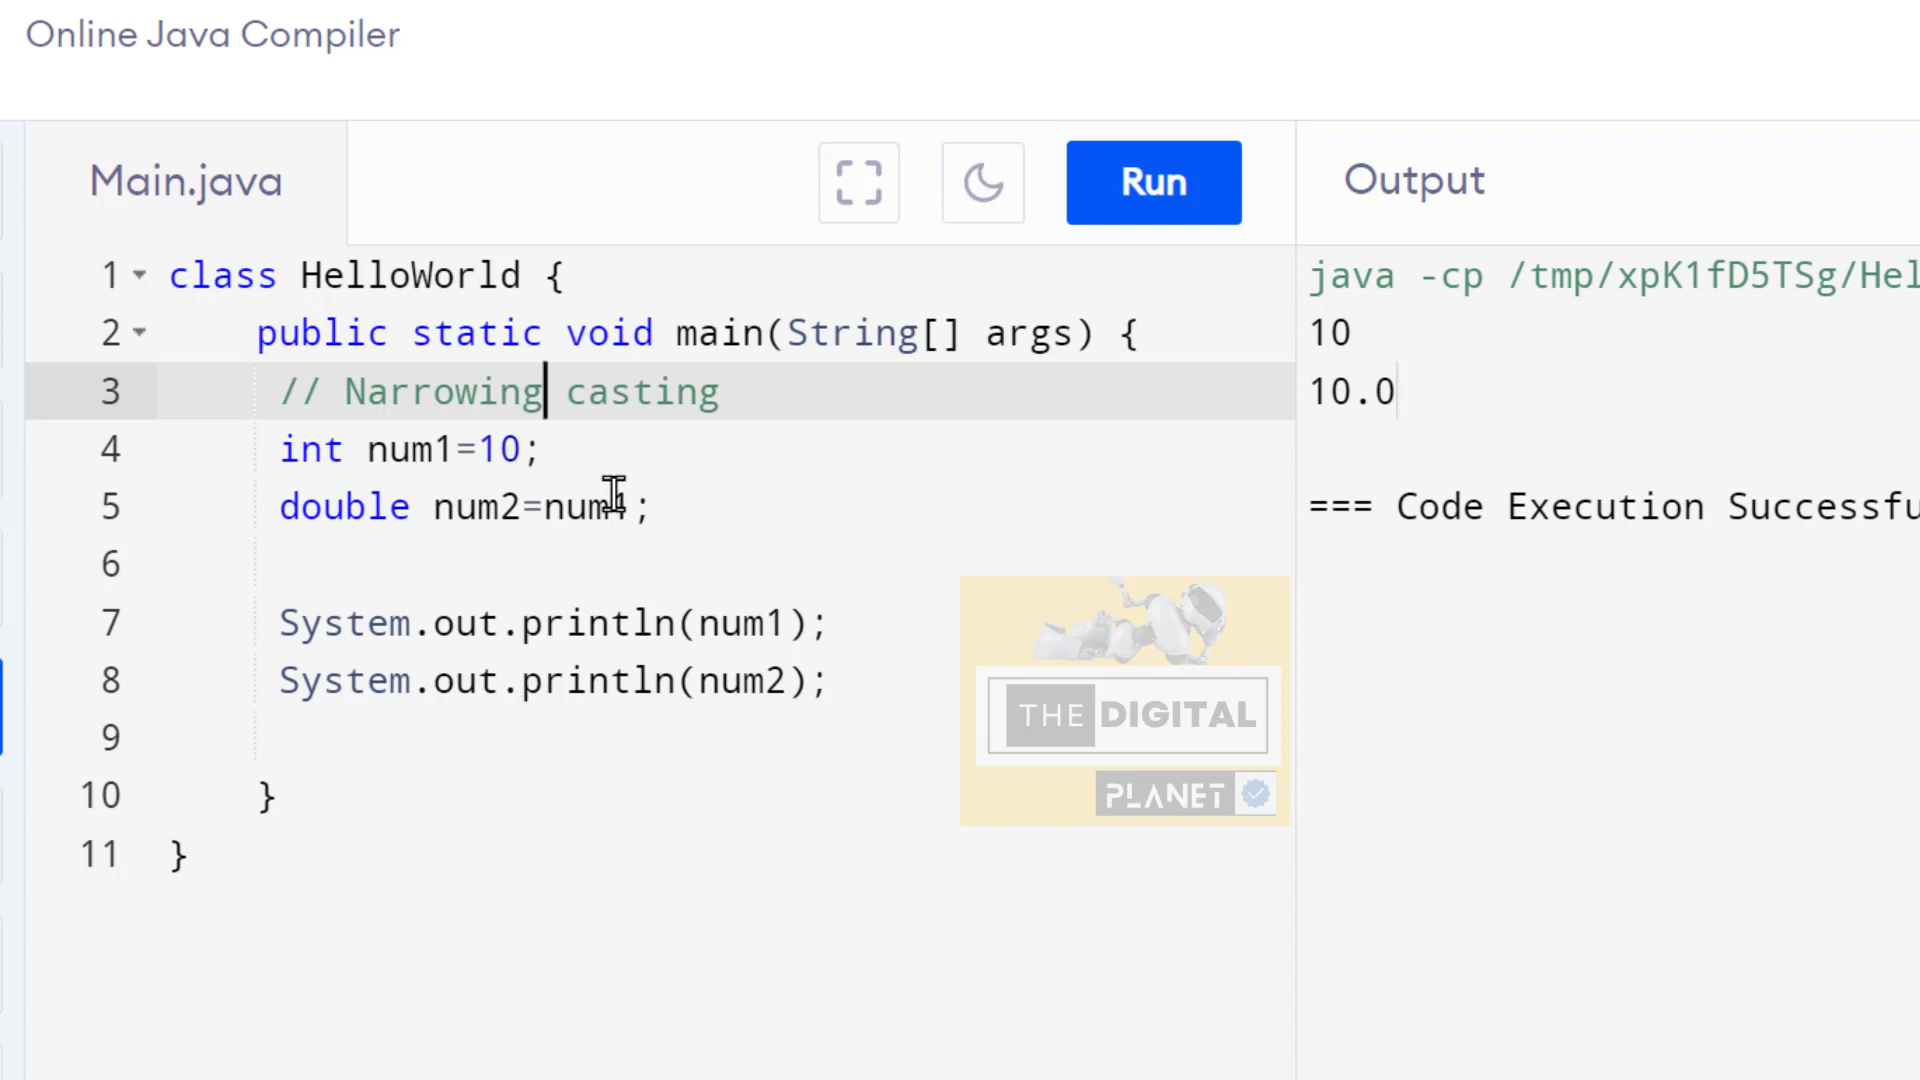 Online Java Compiler
Main.java
Run
Output
1 class HelloWorld {
2 public static void main(String[] args) {
3 // Narrowing casting
4 int num1=10;
5 double num2=num1;
6
7 System.out.println(num1);
8 System.out.println(num2);
9
10 }
11 }
java -cp /tmp/xpK1fD5TSg/Hel
10
10.0
=== Code Execution Successfu
THE DIGITAL
PLANET